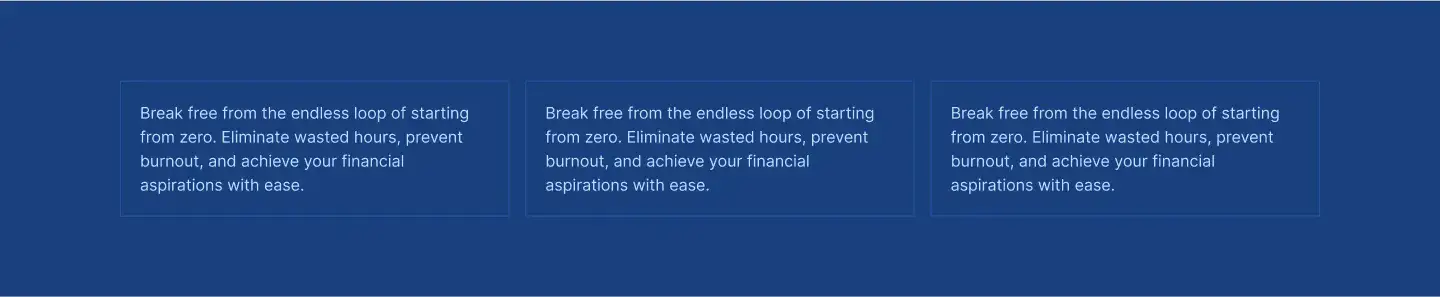 Break free from the endless loop of starting
from zero. Eliminate wasted hours, prevent
burnout, and achieve your financial
aspirations with ease.
Break free from the endless loop of starting
from zero. Eliminate wasted hours, prevent
burnout, and achieve your financial
aspirations with ease.
Break free from the endless loop of starting
from zero. Eliminate wasted hours, prevent
burnout, and achieve your financial
aspirations with ease.